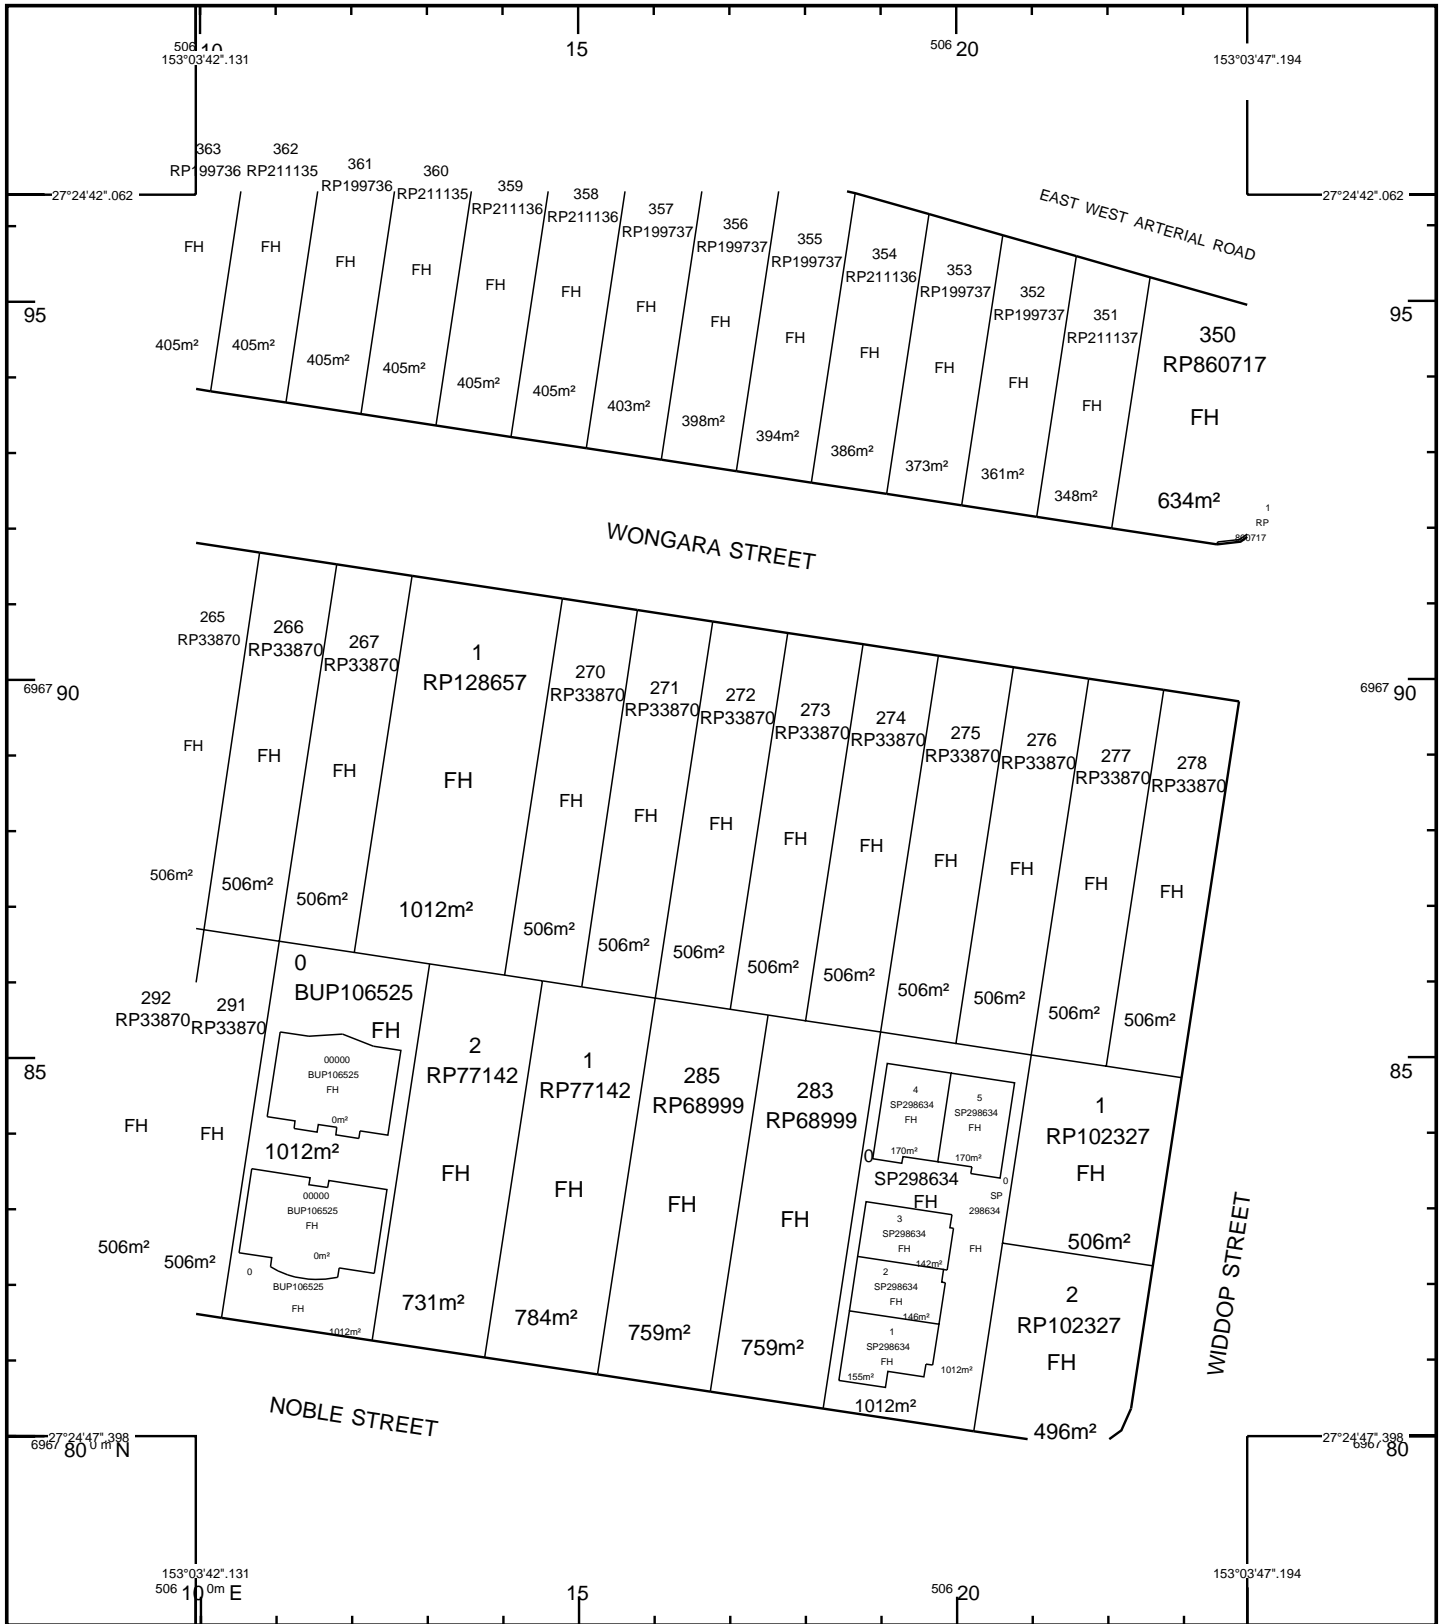 506 10
15
506 20
153°03'42".131
153°03'47".194
363
RP199736
362
RP211135
361
RP199736
360
RP211135
359
RP211136
358
RP211136
357
RP199737
356
RP199737
355
RP199737
354
RP211136
353
RP199737
352
RP199737
351
RP211137
350
RP860717
EAST WEST ARTERIAL ROAD
27°24'42".062
27°24'42".062
FH
FH
FH
FH
FH
FH
FH
FH
FH
FH
FH
FH
FH
FH
95
95
405m²
405m²
405m²
405m²
405m²
405m²
403m²
398m²
394m²
386m²
373m²
361m²
348m²
634m²
1
RP
860717
WONGARA STREET
265
RP33870
266
RP33870
267
RP33870
1
RP128657
270
RP33870
271
RP33870
272
RP33870
273
RP33870
274
RP33870
275
RP33870
276
RP33870
277
RP33870
278
RP33870
6967 90
6967 90
FH
FH
FH
FH
FH
FH
FH
FH
FH
FH
FH
FH
FH
506m²
506m²
506m²
1012m²
506m²
506m²
506m²
506m²
506m²
506m²
506m²
506m²
506m²
292
RP33870
291
RP33870
0
BUP106525
FH
2
RP77142
1
RP77142
285
RP68999
283
RP68999
85
85
00000
BUP106525
FH
0m²
1012m²
00000
BUP106525
FH
0m²
0
BUP106525
FH
1012m²
FH
FH
FH
FH
FH
FH
506m²
506m²
731m²
784m²
759m²
759m²
4
SP298634
FH
170m²
5
SP298634
FH
170m²
0
SP298634
FH
0
SP
298634
FH
3
SP298634
FH
142m²
2
SP298634
FH
146m²
1
SP298634
FH
155m²
1012m²
1012m²
1
RP102327
FH
506m²
2
RP102327
FH
496m²
WIDDOP STREET
NOBLE STREET
27°24'47".398
6967 80 0 m N
27°24'47".398
6967 80
153°03'42".131
506 10 0m E
15
506 20
153°03'47".194